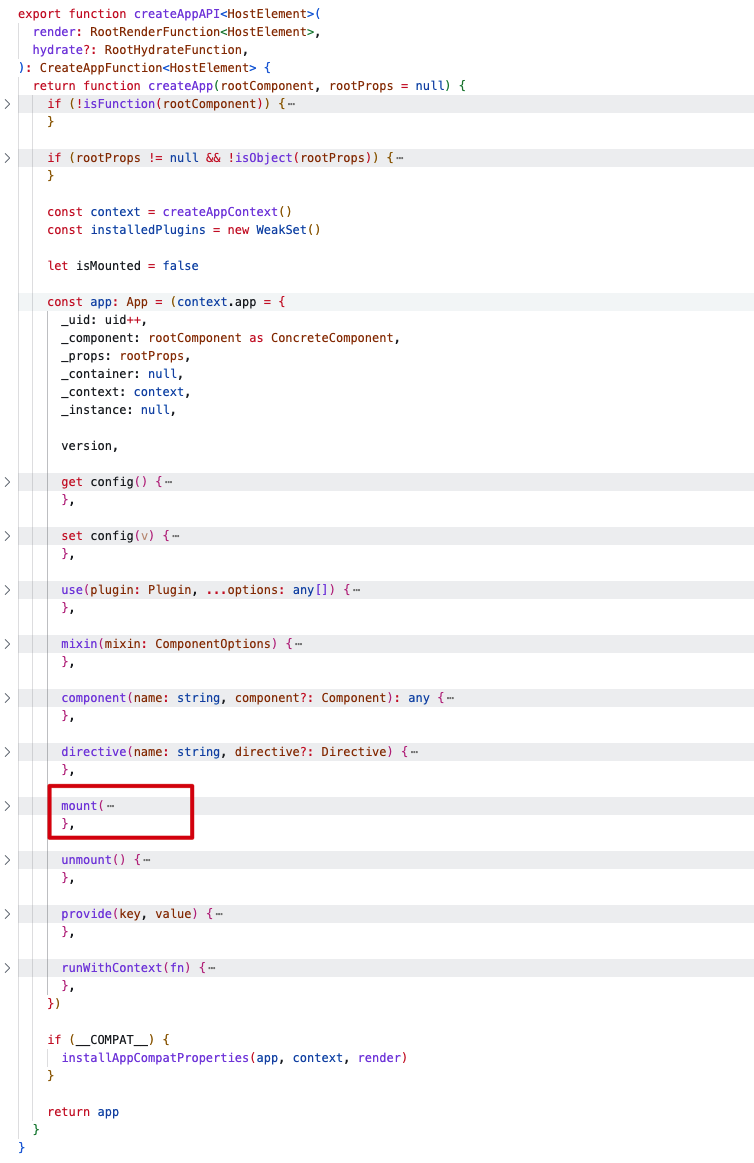 export function createAppAPI<HostElement>(
  render: RootRenderFunction<HostElement>,
  hydrate?: RootHydrateFunction,
): CreateAppFunction<HostElement> {
  return function createApp(rootComponent, rootProps = null) {
    if (!isFunction(rootComponent)) {⋯
    }

    if (rootProps != null && !isObject(rootProps)) {⋯
    }

    const context = createAppContext()
    const installedPlugins = new WeakSet()

    let isMounted = false

    const app: App = (context.app = {
      _uid: uid++,
      _component: rootComponent as ConcreteComponent,
      _props: rootProps,
      _container: null,
      _context: context,
      _instance: null,

      version,

      get config() {⋯
      },

      set config(v) {⋯
      },

      use(plugin: Plugin, ...options: any[]) {⋯
      },

      mixin(mixin: ComponentOptions) {⋯
      },

      component(name: string, component?: Component): any {⋯
      },

      directive(name: string, directive?: Directive) {⋯
      },

      mount(⋯
      },

      unmount() {⋯
      },

      provide(key, value) {⋯
      },

      runWithContext(fn) {⋯
      },
    })

    if (__COMPAT__) {
      installAppCompatProperties(app, context, render)
    }

    return app
  }
}